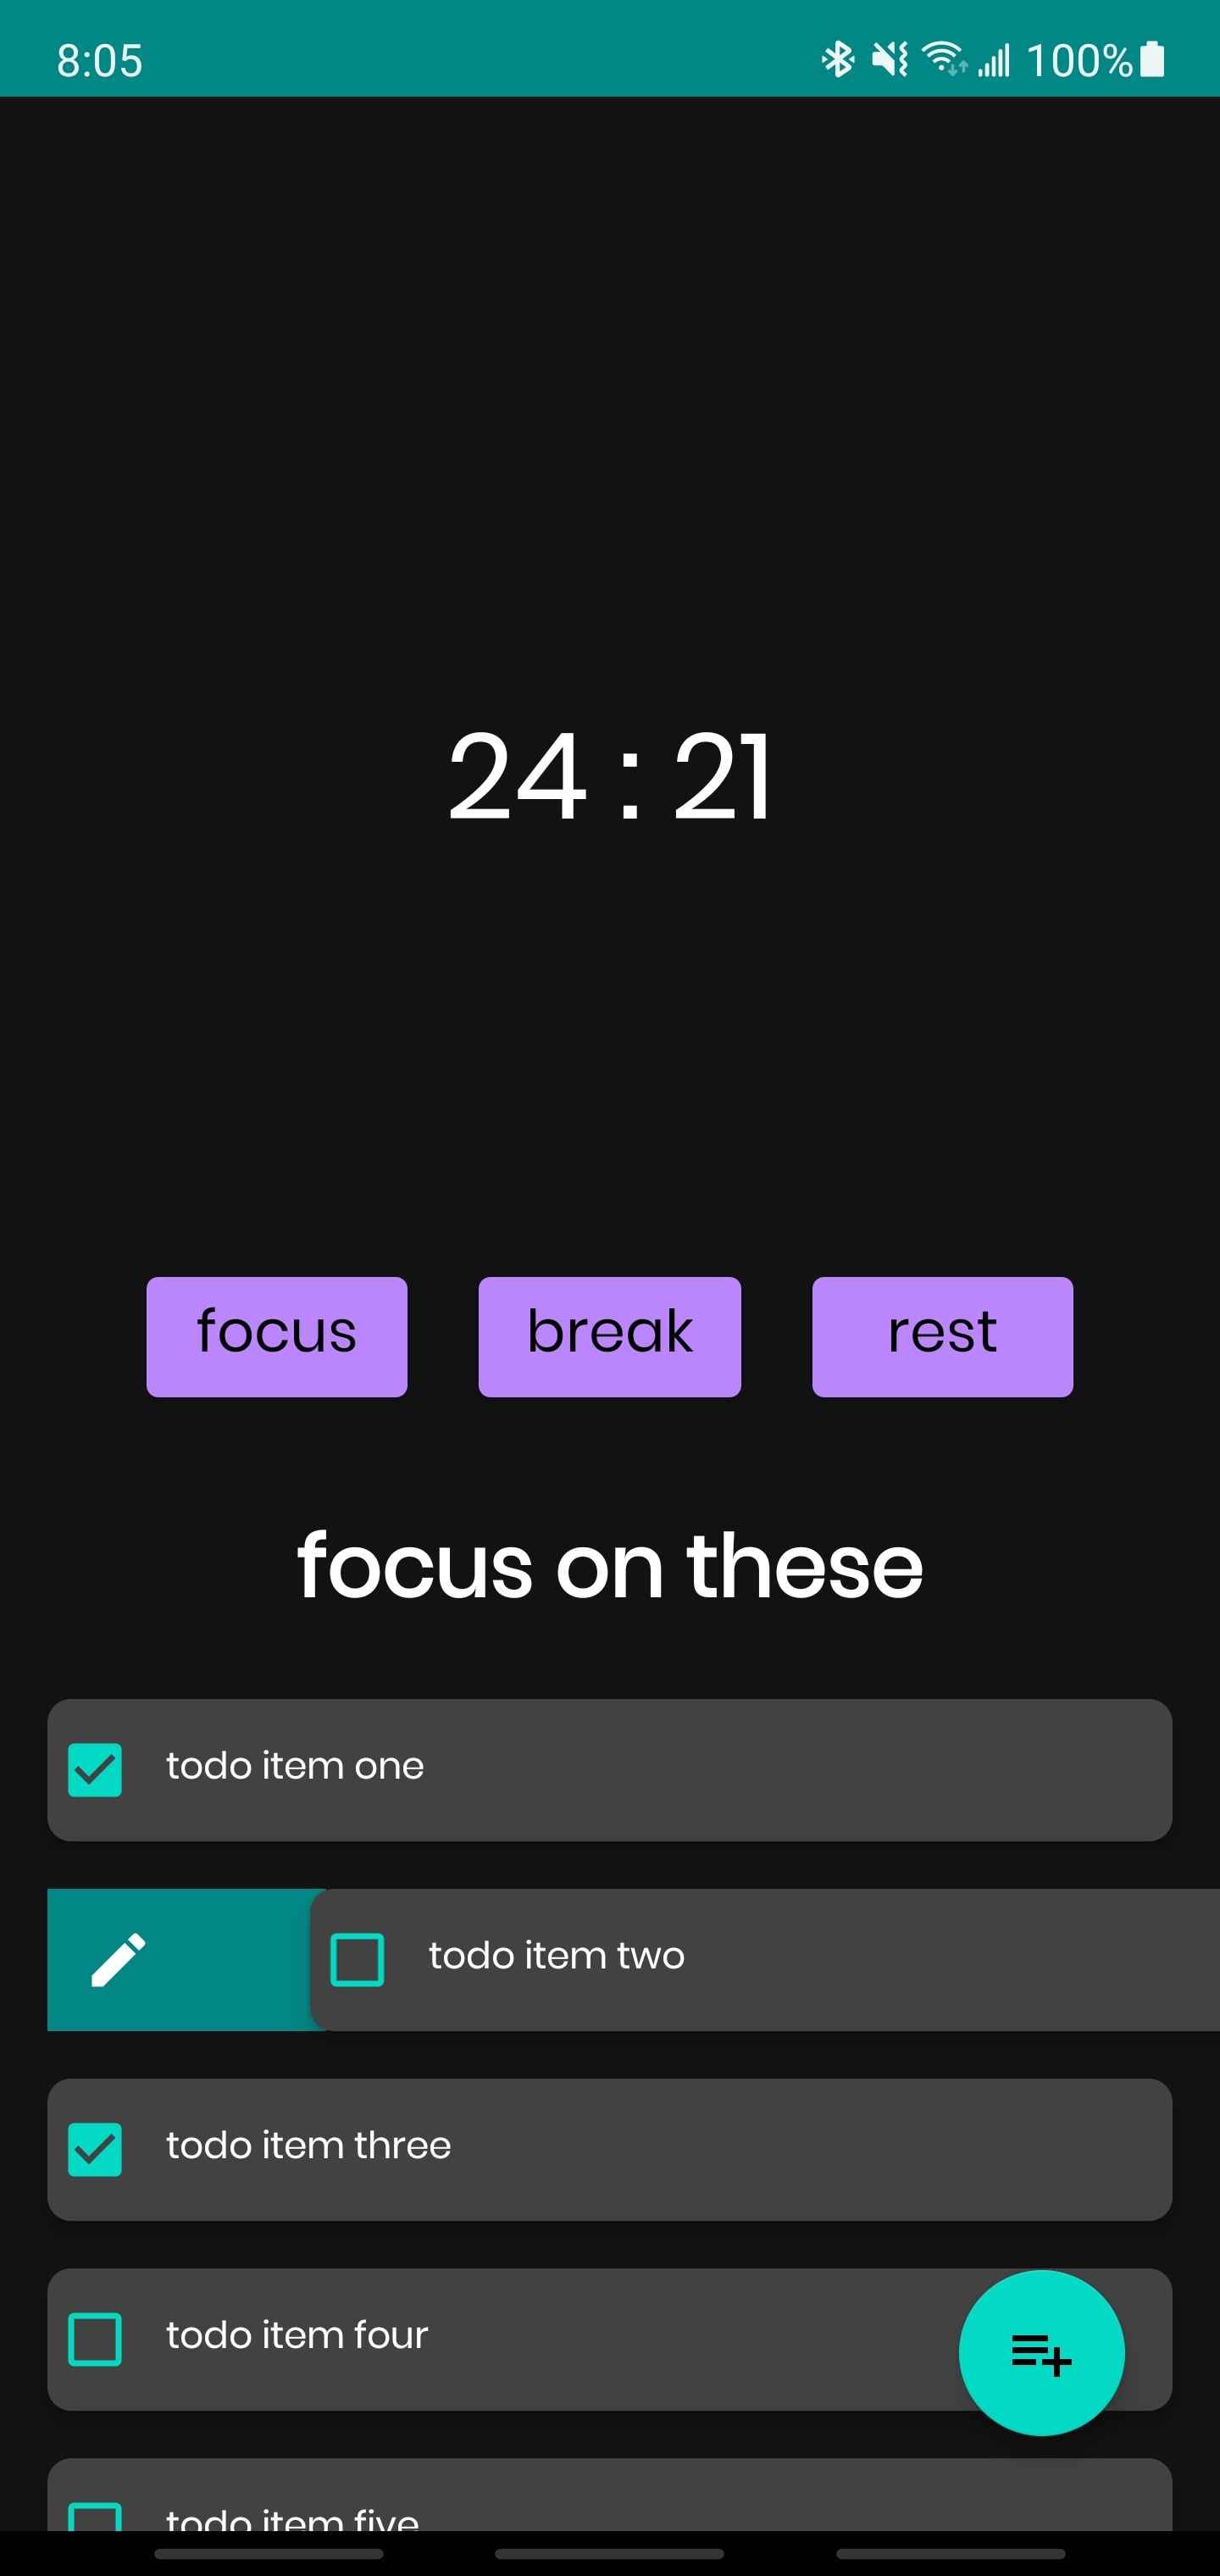 8:05 100%
24 : 21
focus break rest
focus on these
todo item one
todo item two
todo item three
todo item four
todo item five